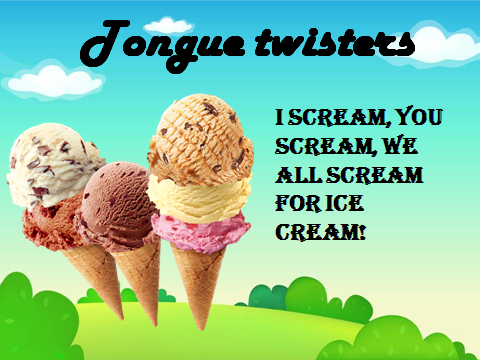 Tongue twisters
I SCREAM, YOU
SCREAM, WE
ALL SCREAM
FOR ICE
CREAM!